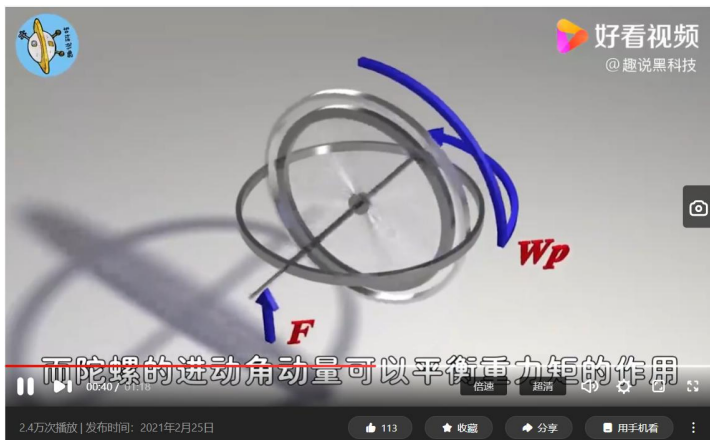 好看视频
@趣说黑科技
Wp
F
而陀螺的进动角动量可以平衡重力矩的作用
00:40 / 01:18
倍速
超清
2.4万次播放 | 发布时间：2021年2月25日
113
收藏
分享
用手机看